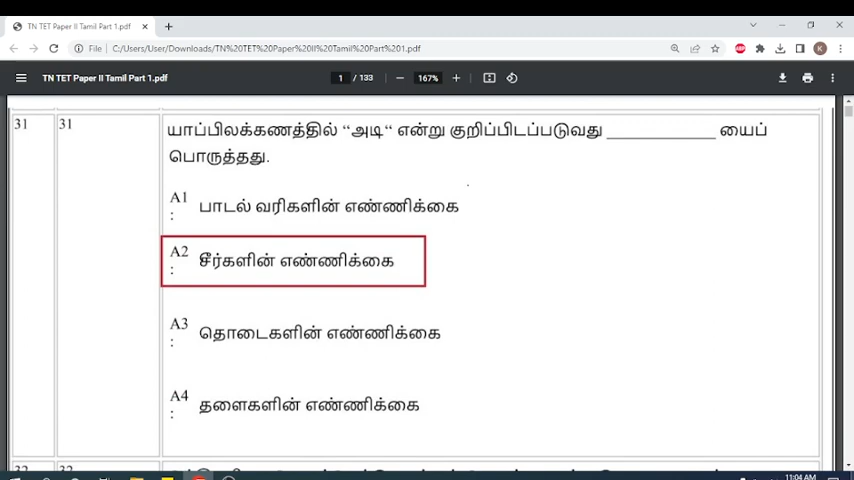 TN TET Paper II Tamil Part 1.pdf
File | C:/Users/User/Downloads/TN%20TET%20Paper%20II%20Tamil%20Part%201.pdf
ABP
K
TN TET Paper II Tamil Part 1.pdf
1 / 133
167%
31 31 யாப்பிலக்கணத்தில் “அடி“ என்று குறிப்பிடப்படுவது ____________ யைப்
பொருத்தது.
A1 : பாடல் வரிகளின் எண்ணிக்கை
A2 : சீர்களின் எண்ணிக்கை
A3 : தொடைகளின் எண்ணிக்கை
A4 : தளைகளின் எண்ணிக்கை
32 32
11:04 AM